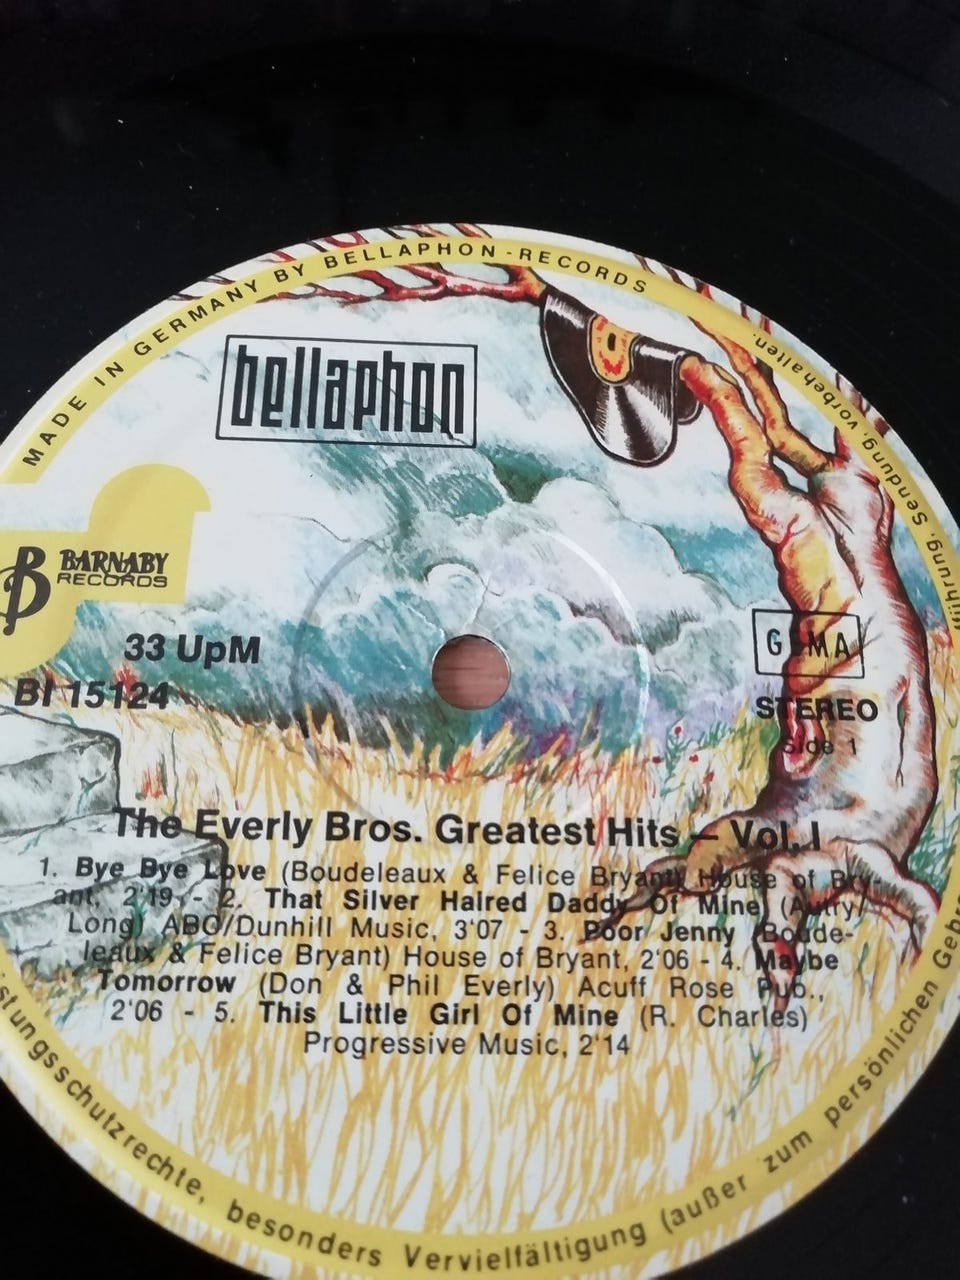 MADE IN GERMANY BY BELLAPHON-RECORDS
bellaphon
B BARNABY
RECORDS
33 UpM
BI 15124
GEMA
STEREO
Side 1
The Everly Bros. Greatest Hits – Vol. I
1. Bye Bye Love (Boudeleaux & Felice Bryant) House of Bry-
ant, 2'19 - 2. That Silver Haired Daddy Of Mine (Autry/
Long) ABC/Dunhill Music, 3'07 - 3. Poor Jenny (Boude-
leaux & Felice Bryant) House of Bryant, 2'06 - 4. Maybe
Tomorrow (Don & Phil Everly) Acuff Rose Pub.,
2'06 - 5. This Little Girl Of Mine (R. Charles)
Progressive Music, 2'14
stungsschutzrechte, besonders Vervielfältigung (außer zum persönlichen Gebr
führung, Sendung, vorbehalten.